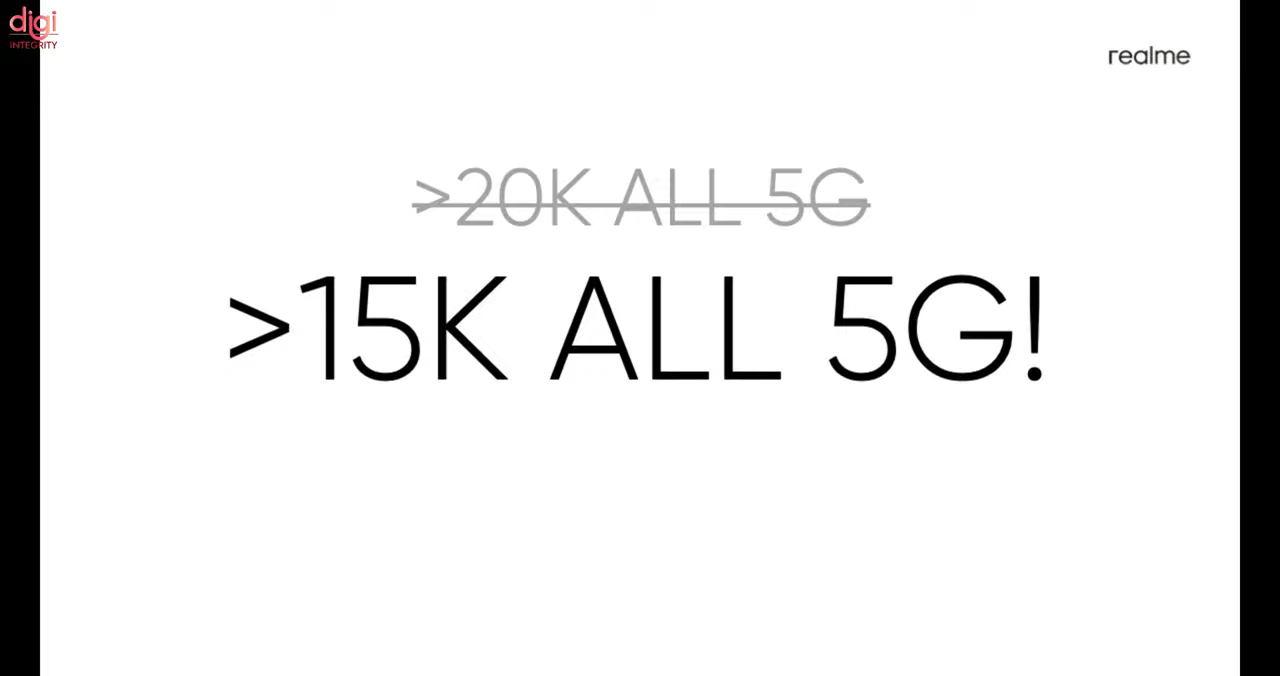 digi
INTEGRITY
realme
>20K ALL 5G
>15K ALL 5G!